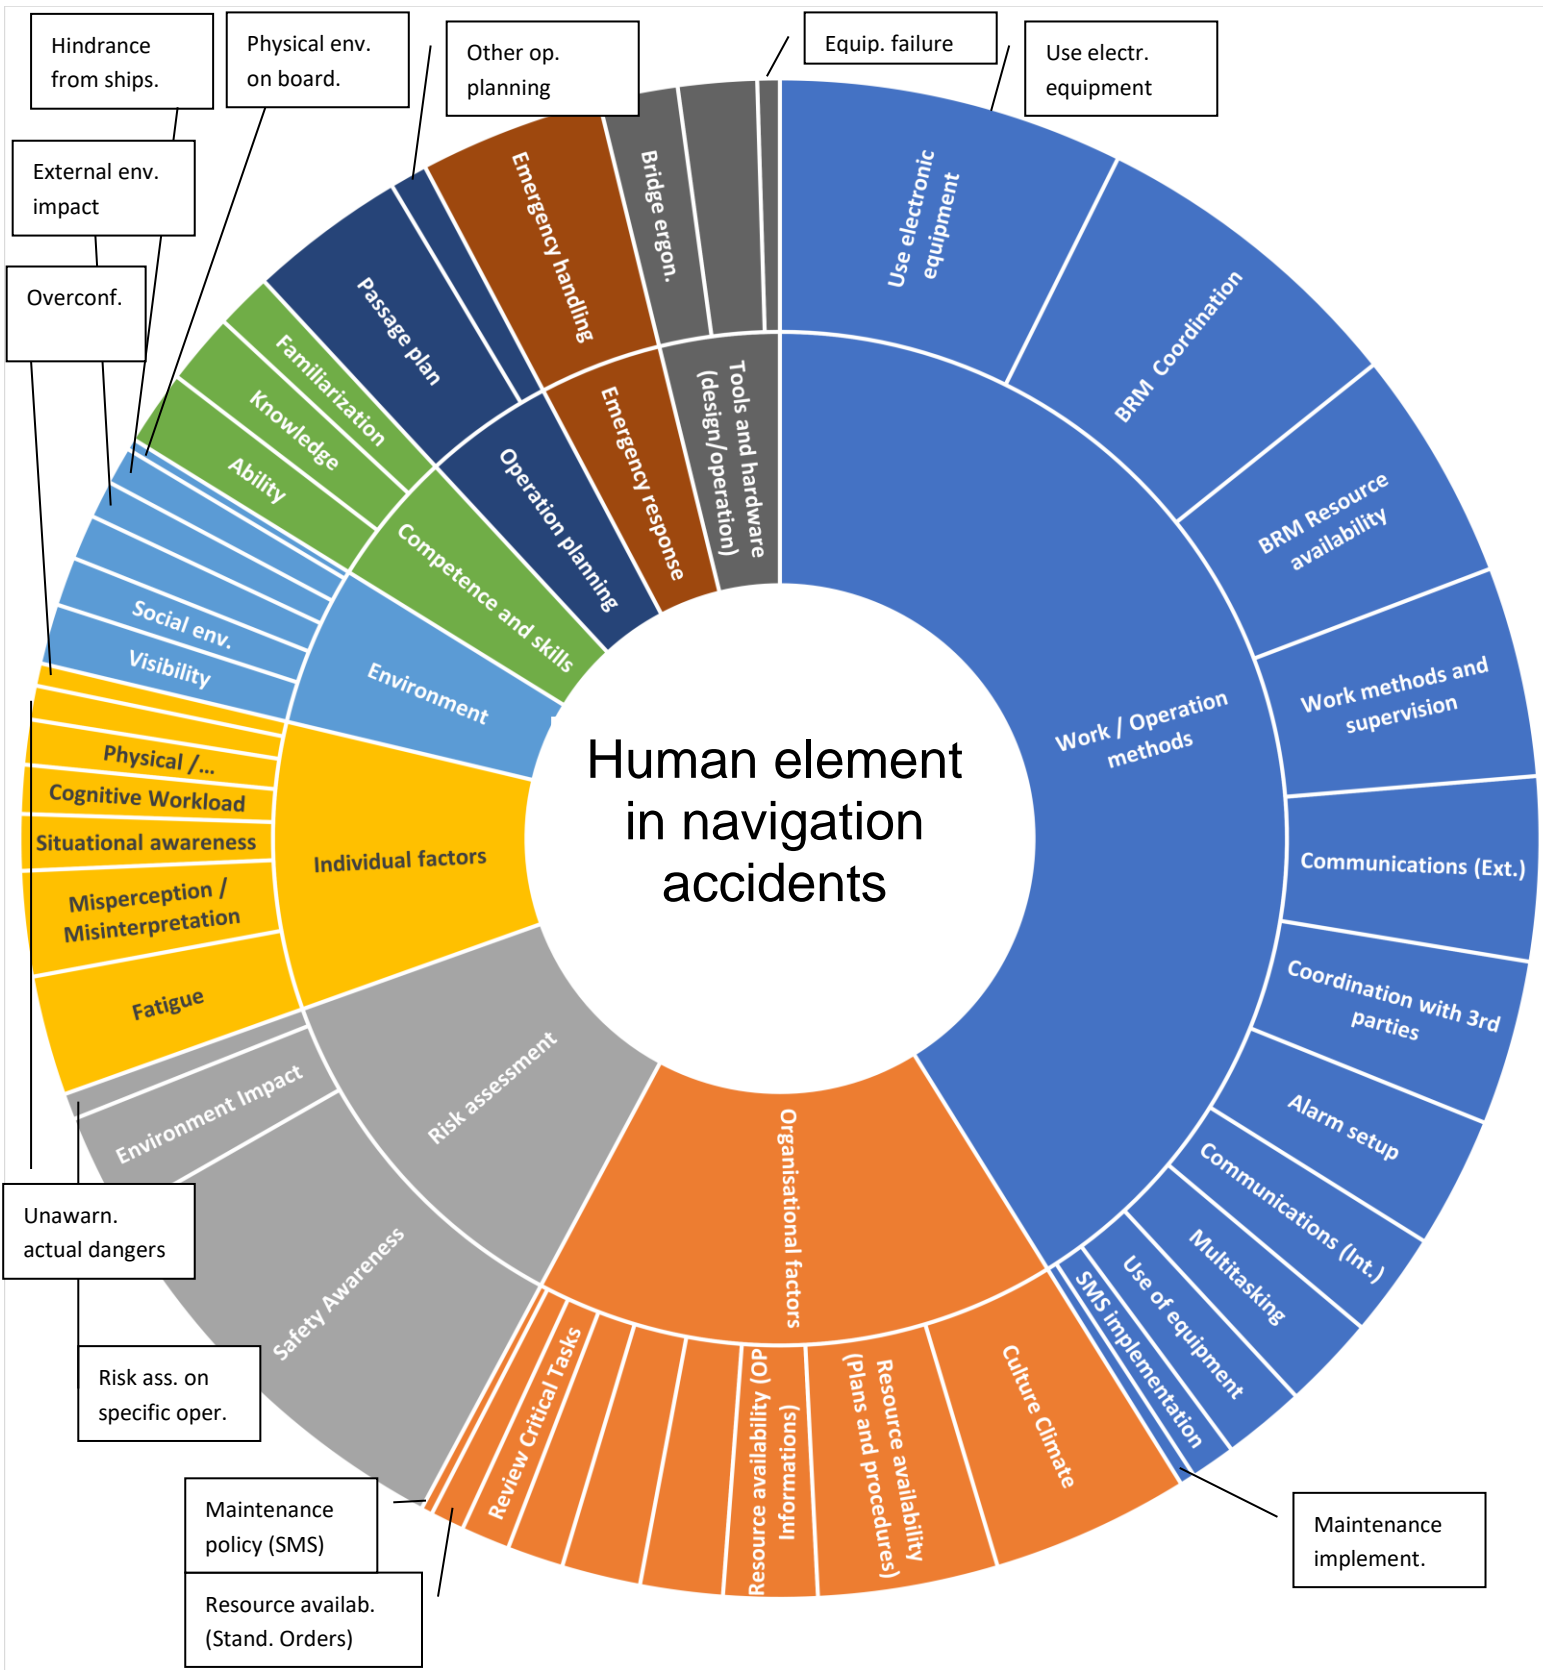 Hindrance
from ships.
Physical env.
on board.
Other op.
planning
Equip. failure
Use electr.
equipment
External env.
impact
Overconf.
Use electronic
equipment
BRM  Coordination
BRM Resource
availability
Work methods and
supervision
Communications (Ext.)
Coordination with 3rd
parties
Alarm setup
Communications (Int.)
Multitasking
Use of equipment
SMS implementation
Work / Operation
methods
Culture Climate
Resource availability
(Plans and procedures)
Resource availability (OP
Informations)
Review Critical Tasks
Organisational factors
Safety Awareness
Environment Impact
Risk assessment
Fatigue
Misperception /
Misinterpretation
Situational awareness
Cognitive Workload
Physical /...
Individual factors
Visibility
Social env.
Environment
Ability
Knowledge
Familiarization
Competence and skills
Passage plan
Operation planning
Emergency handling
Emergency response
Bridge ergon.
Tools and hardware
(design/operation)
Human element
in navigation
accidents
Unawarn.
actual dangers
Risk ass. on
specific oper.
Maintenance
policy (SMS)
Resource availab.
(Stand. Orders)
Maintenance
implement.